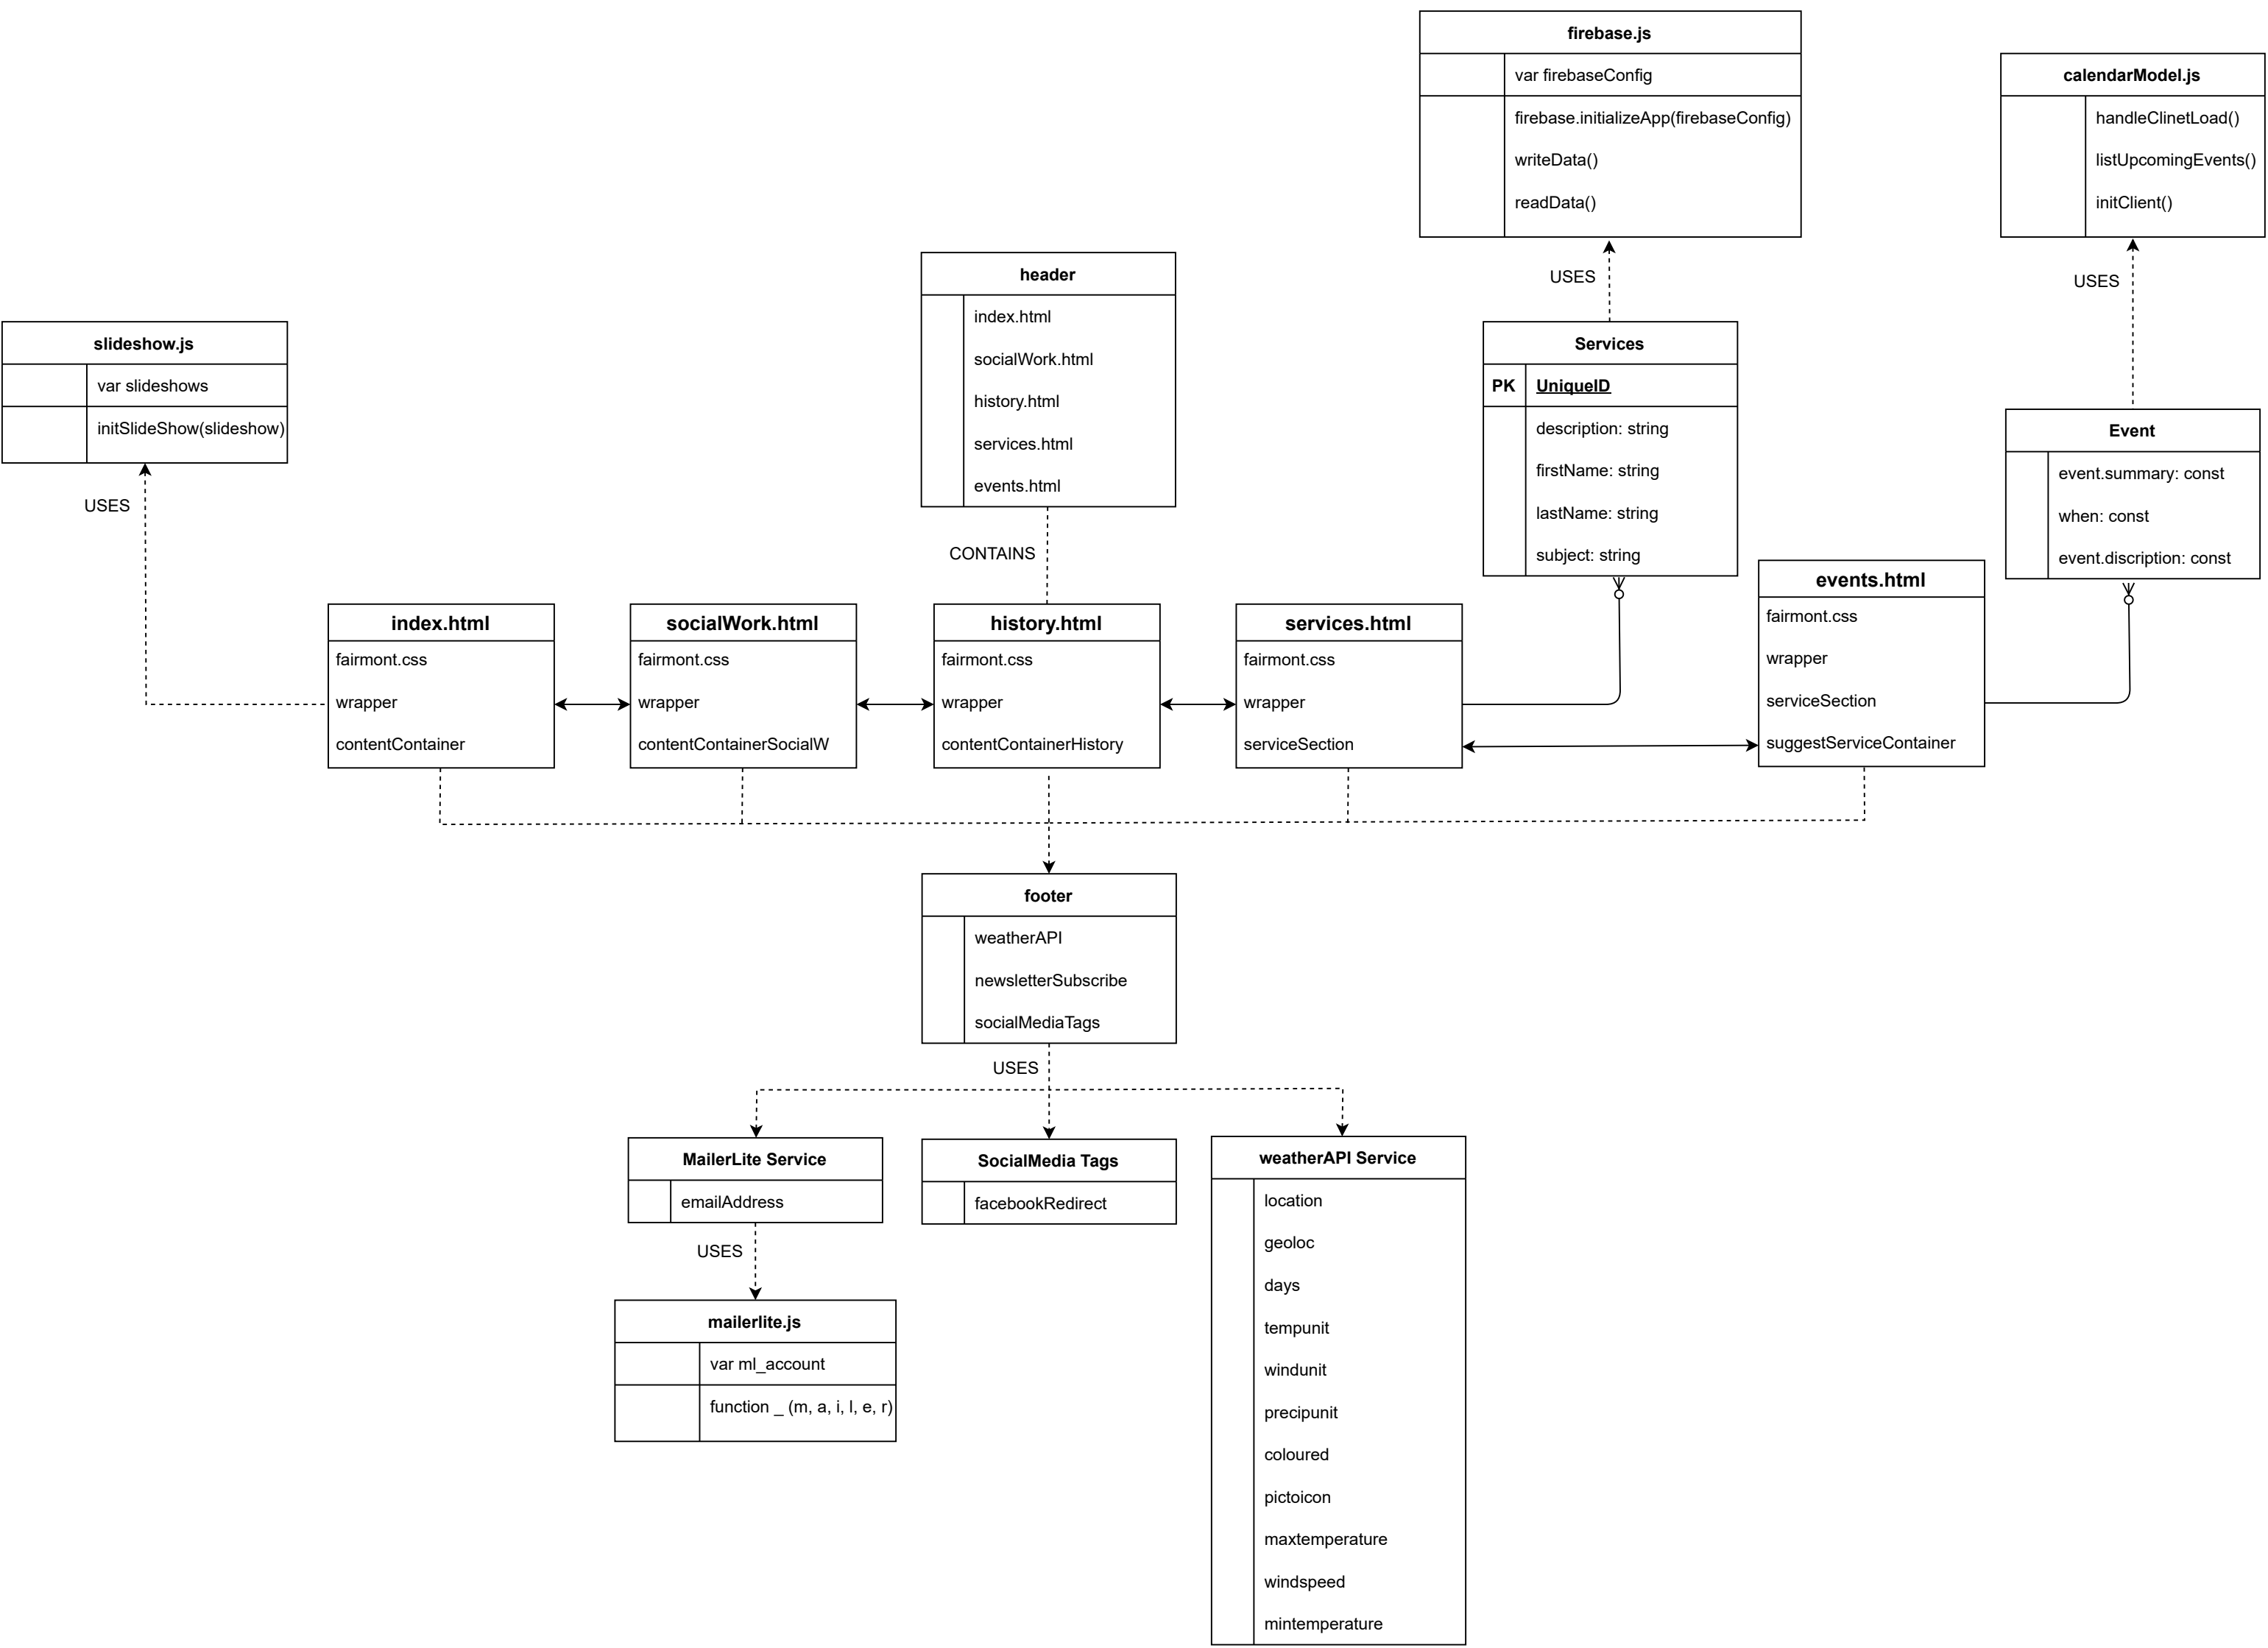 firebase.js
var firebaseConfig
firebase.initializeApp(firebaseConfig)
writeData()
readData()
calendarModel.js
handleClinetLoad()
listUpcomingEvents()
initClient()
USES
USES
header
index.html
socialWork.html
history.html
services.html
events.html
slideshow.js
var slideshows
initSlideShow(slideshow)
USES
Services
PK UniqueID
description: string
firstName: string
lastName: string
subject: string
Event
event.summary: const
when: const
event.discription: const
CONTAINS
index.html
fairmont.css
wrapper
contentContainer
socialWork.html
fairmont.css
wrapper
contentContainerSocialW
history.html
fairmont.css
wrapper
contentContainerHistory
services.html
fairmont.css
wrapper
serviceSection
events.html
fairmont.css
wrapper
serviceSection
suggestServiceContainer
footer
weatherAPI
newsletterSubscribe
socialMediaTags
USES
MailerLite Service
emailAddress
SocialMedia Tags
facebookRedirect
weatherAPI Service
location
geoloc
days
tempunit
windunit
precipunit
coloured
pictoicon
maxtemperature
windspeed
mintemperature
USES
mailerlite.js
var ml_account
function _ (m, a, i, l, e, r)